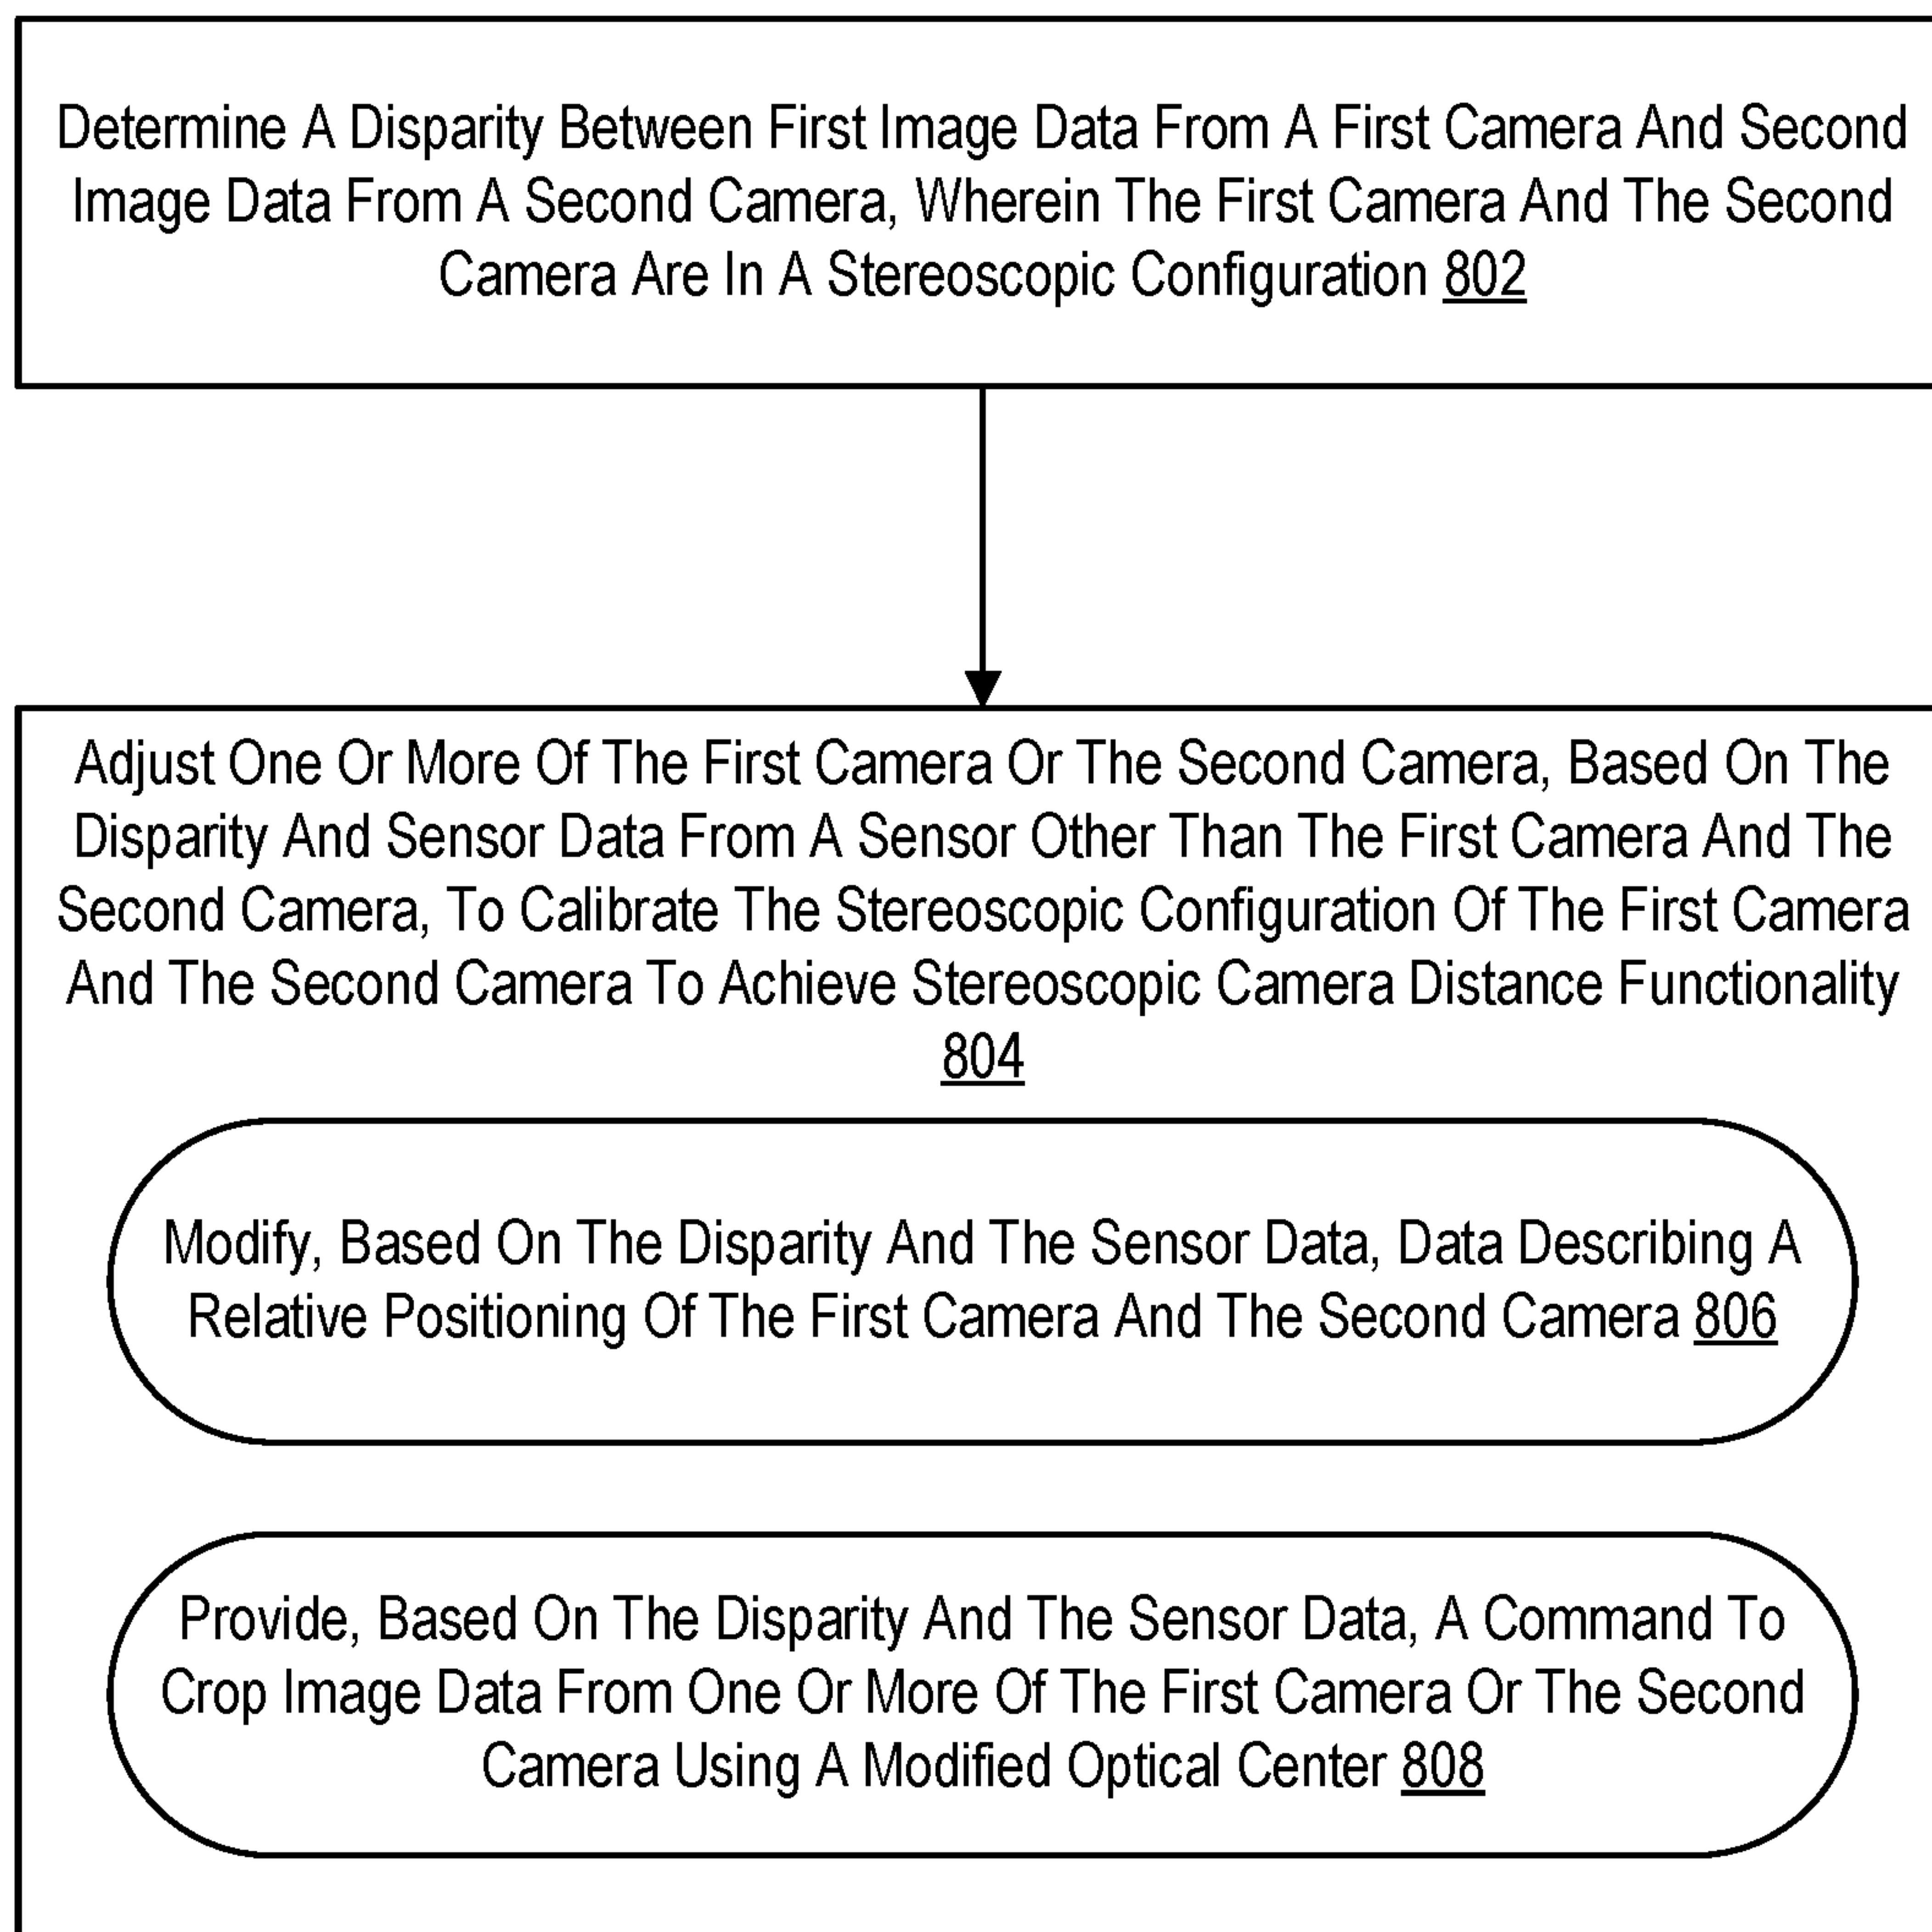 Determine A Disparity Between First Image Data From A First Camera And Second
Image Data From A Second Camera, Wherein The First Camera And The Second
Camera Are In A Stereoscopic Configuration 802
Adjust One Or More Of The First Camera Or The Second Camera, Based On The
Disparity And Sensor Data From A Sensor Other Than The First Camera And The
Second Camera, To Calibrate The Stereoscopic Configuration Of The First Camera
And The Second Camera To Achieve Stereoscopic Camera Distance Functionality
804
Modify, Based On The Disparity And The Sensor Data, Data Describing A
Relative Positioning Of The First Camera And The Second Camera 806
Provide, Based On The Disparity And The Sensor Data, A Command To
Crop Image Data From One Or More Of The First Camera Or The Second
Camera Using A Modified Optical Center 808